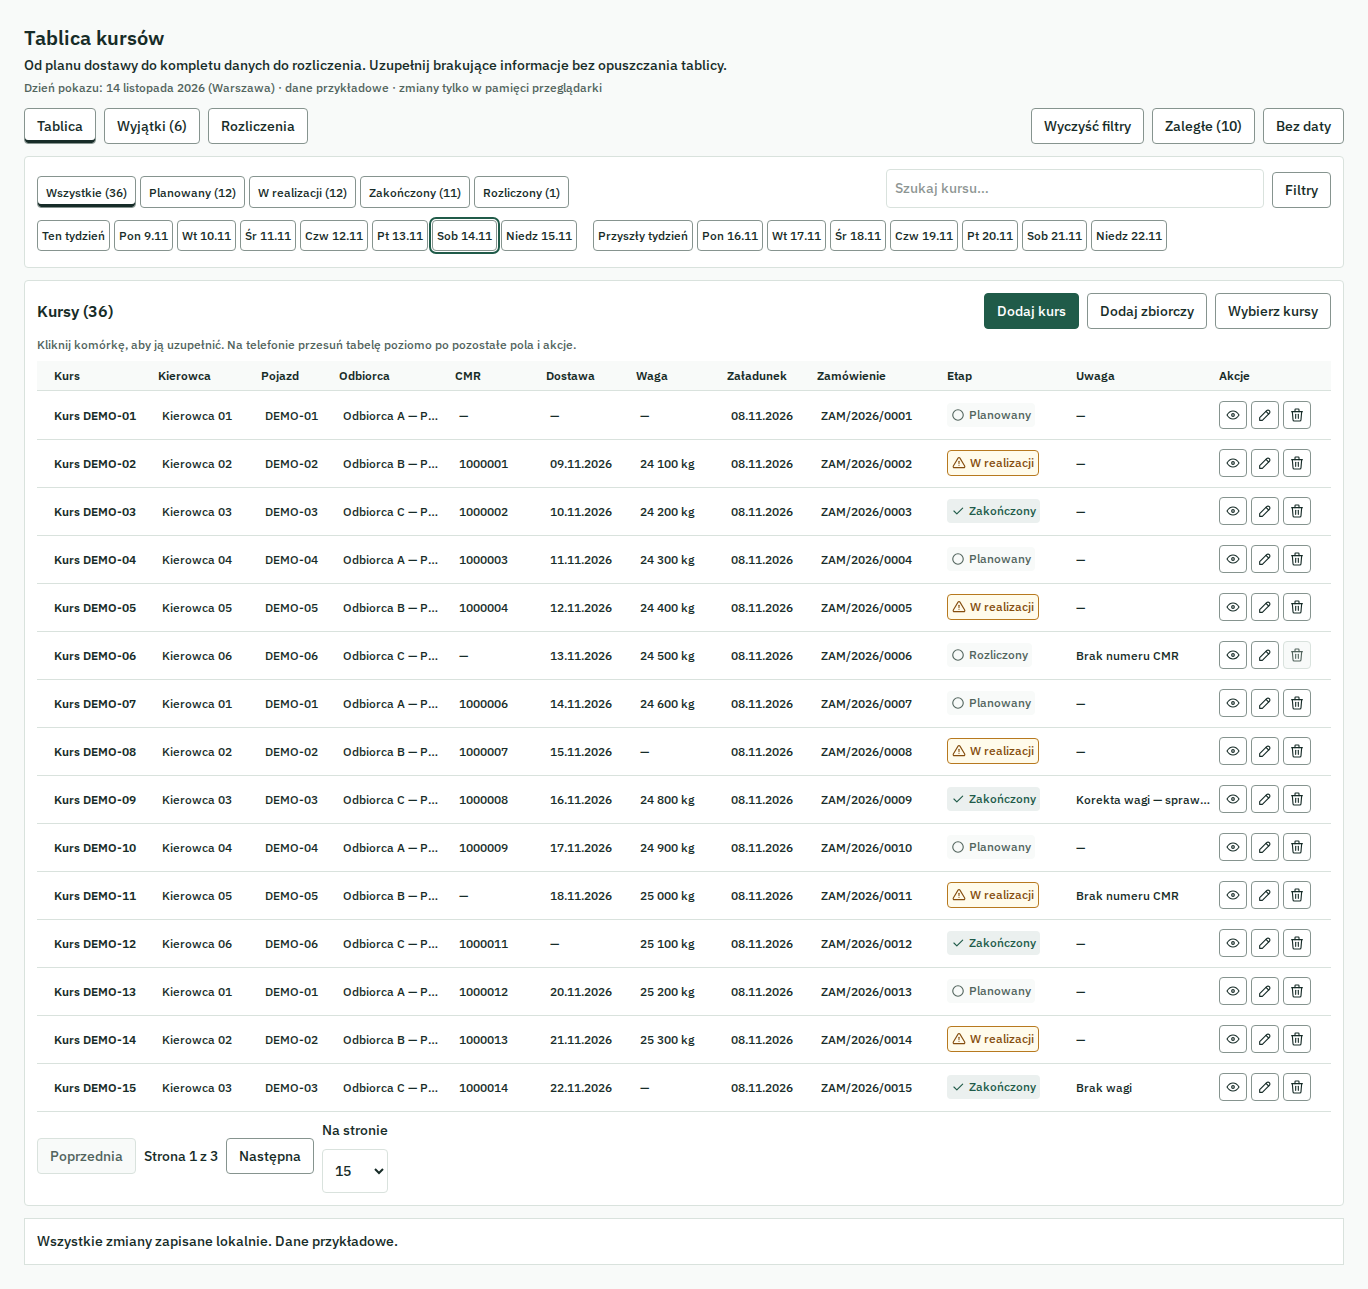 Tablica kursów
Od planu dostawy do kompletu danych do rozliczenia. Uzupełnij brakujące informacje bez opuszczania tablicy.
Dzień pokazu: 14 listopada 2026 (Warszawa) · dane przykładowe · zmiany tylko w pamięci przeglądarki
Tablica Wyjątki (6) Rozliczenia Wyczyść filtry Zaległe (10) Bez daty
Wszystkie (36) Planowany (12) W realizacji (12) Zakończony (11) Rozliczony (1) Szukaj kursu... Filtry
Ten tydzień Pon 9.11 Wt 10.11 Śr 11.11 Czw 12.11 Pt 13.11 Sob 14.11 Niedz 15.11 Przyszły tydzień Pon 16.11 Wt 17.11 Śr 18.11 Czw 19.11 Pt 20.11 Sob 21.11 Niedz 22.11
Kursy (36) Dodaj kurs Dodaj zbiorczy Wybierz kursy
Kliknij komórkę, aby ją uzupełnić. Na telefonie przesuń tabelę poziomo po pozostałe pola i akcje.
Kurs Kierowca Pojazd Odbiorca CMR Dostawa Waga Załadunek Zamówienie Etap Uwaga Akcje
Kurs DEMO-01 Kierowca 01 DEMO-01 Odbiorca A — P... — — — 08.11.2026 ZAM/2026/0001 Planowany —
Kurs DEMO-02 Kierowca 02 DEMO-02 Odbiorca B — P... 1000001 09.11.2026 24 100 kg 08.11.2026 ZAM/2026/0002 W realizacji —
Kurs DEMO-03 Kierowca 03 DEMO-03 Odbiorca C — P... 1000002 10.11.2026 24 200 kg 08.11.2026 ZAM/2026/0003 Zakończony —
Kurs DEMO-04 Kierowca 04 DEMO-04 Odbiorca A — P... 1000003 11.11.2026 24 300 kg 08.11.2026 ZAM/2026/0004 Planowany —
Kurs DEMO-05 Kierowca 05 DEMO-05 Odbiorca B — P... 1000004 12.11.2026 24 400 kg 08.11.2026 ZAM/2026/0005 W realizacji —
Kurs DEMO-06 Kierowca 06 DEMO-06 Odbiorca C — P... — 13.11.2026 24 500 kg 08.11.2026 ZAM/2026/0006 Rozliczony Brak numeru CMR
Kurs DEMO-07 Kierowca 01 DEMO-01 Odbiorca A — P... 1000006 14.11.2026 24 600 kg 08.11.2026 ZAM/2026/0007 Planowany —
Kurs DEMO-08 Kierowca 02 DEMO-02 Odbiorca B — P... 1000007 15.11.2026 — 08.11.2026 ZAM/2026/0008 W realizacji —
Kurs DEMO-09 Kierowca 03 DEMO-03 Odbiorca C — P... 1000008 16.11.2026 24 800 kg 08.11.2026 ZAM/2026/0009 Zakończony Korekta wagi — spraw...
Kurs DEMO-10 Kierowca 04 DEMO-04 Odbiorca A — P... 1000009 17.11.2026 24 900 kg 08.11.2026 ZAM/2026/0010 Planowany —
Kurs DEMO-11 Kierowca 05 DEMO-05 Odbiorca B — P... — 18.11.2026 25 000 kg 08.11.2026 ZAM/2026/0011 W realizacji Brak numeru CMR
Kurs DEMO-12 Kierowca 06 DEMO-06 Odbiorca C — P... 1000011 — 25 100 kg 08.11.2026 ZAM/2026/0012 Zakończony —
Kurs DEMO-13 Kierowca 01 DEMO-01 Odbiorca A — P... 1000012 20.11.2026 25 200 kg 08.11.2026 ZAM/2026/0013 Planowany —
Kurs DEMO-14 Kierowca 02 DEMO-02 Odbiorca B — P... 1000013 21.11.2026 25 300 kg 08.11.2026 ZAM/2026/0014 W realizacji —
Kurs DEMO-15 Kierowca 03 DEMO-03 Odbiorca C — P... 1000014 22.11.2026 — 08.11.2026 ZAM/2026/0015 Zakończony Brak wagi
Na stronie
Poprzednia Strona 1 z 3 Następna 15
Wszystkie zmiany zapisane lokalnie. Dane przykładowe.